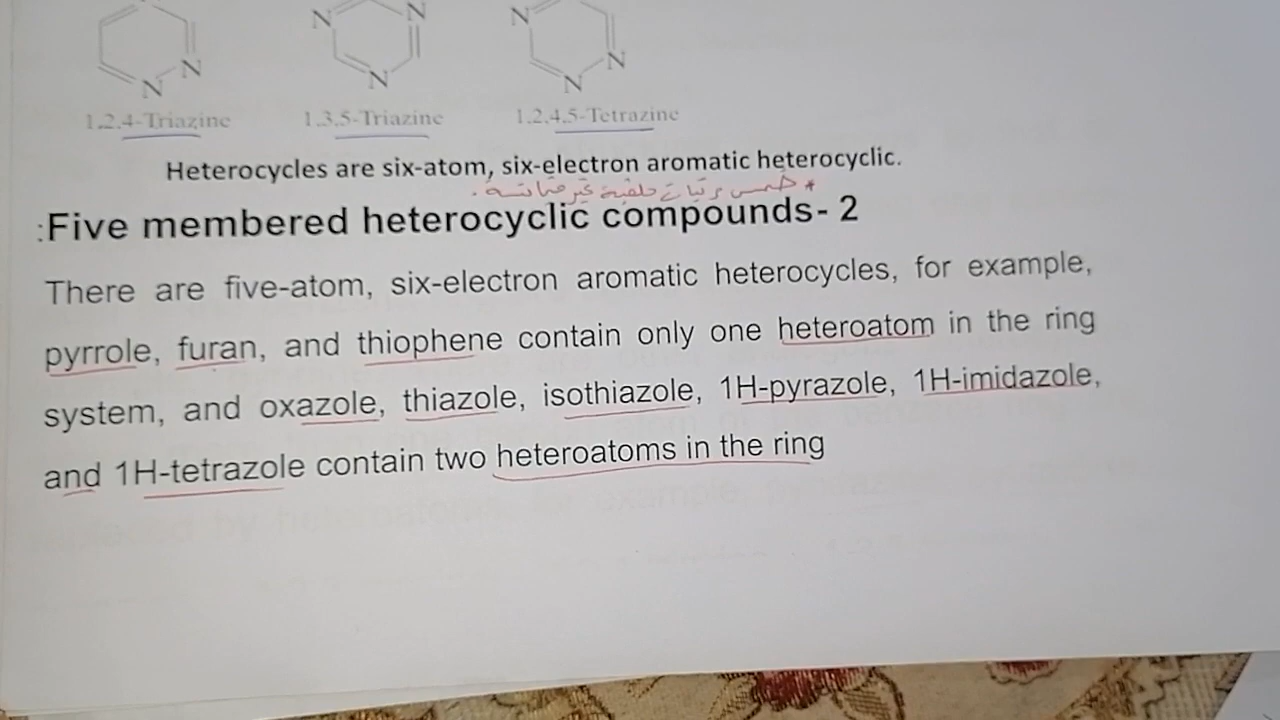 N N N
N N
N N
1,2,4-Triazine 1,3,5-Triazine 1,2,4,5-Tetrazine
Heterocycles are six-atom, six-electron aromatic heterocyclic.
حلقية غير متجانسة
:Five membered heterocyclic compounds- 2
There are five-atom, six-electron aromatic heterocycles, for example,
pyrrole, furan, and thiophene contain only one heteroatom in the ring
system, and oxazole, thiazole, isothiazole, 1H-pyrazole, 1H-imidazole,
and 1H-tetrazole contain two heteroatoms in the ring